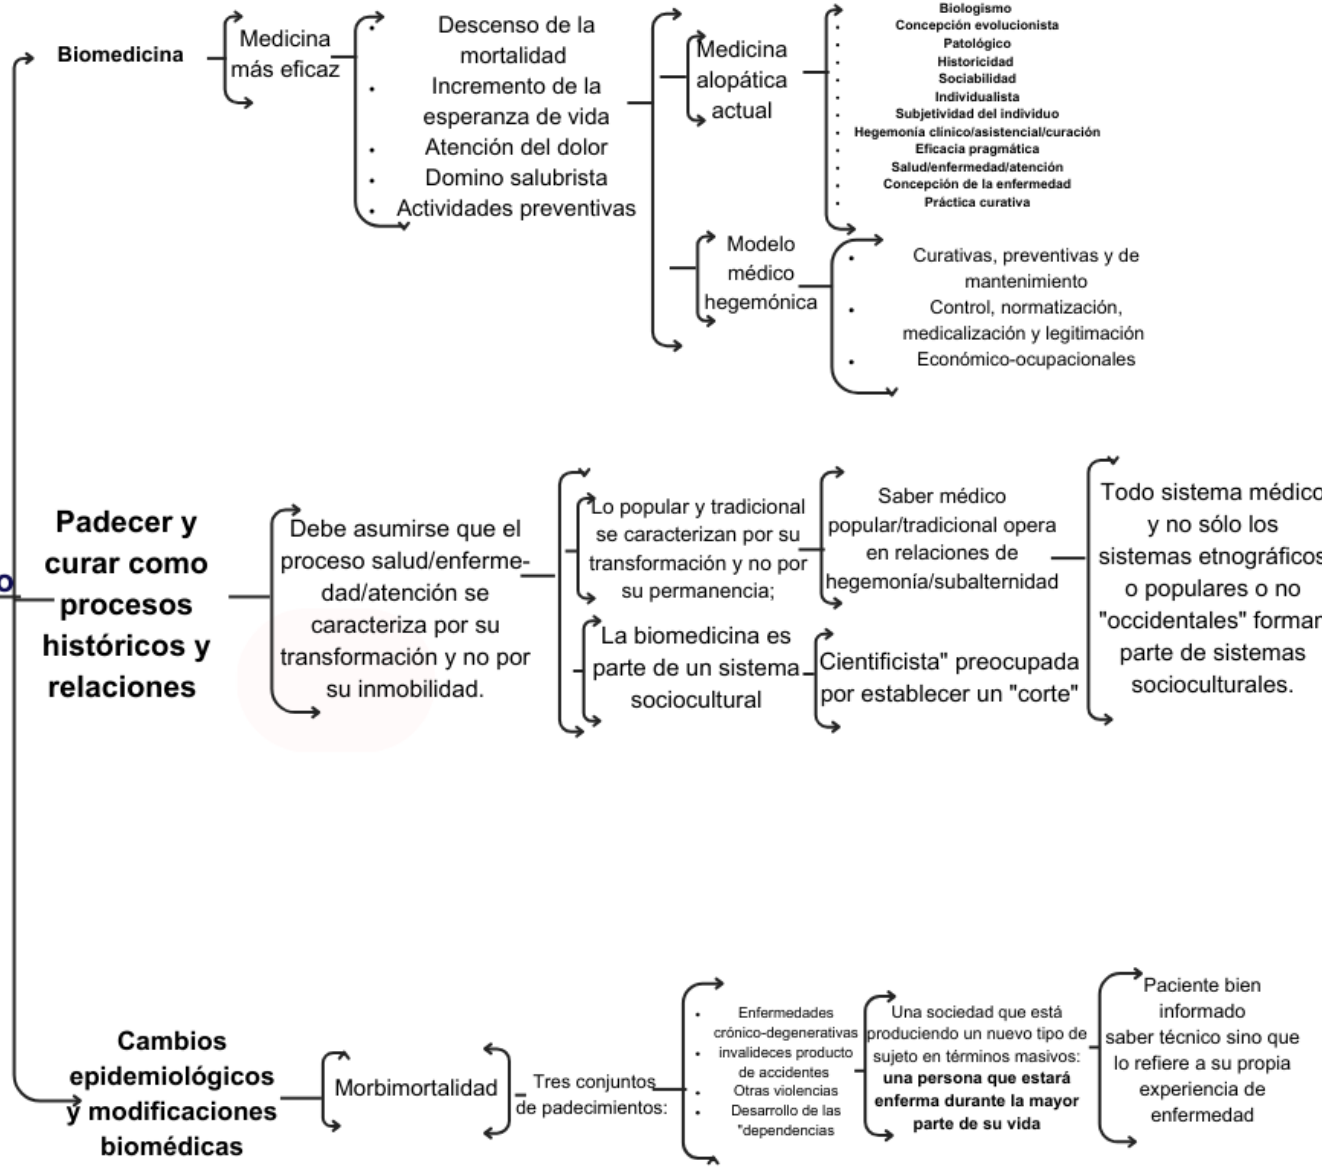 Biomedicina
Medicina
más eficaz
Descenso de la
mortalidad
Incremento de la
esperanza de vida
Atención del dolor
Domino salubrista
Actividades preventivas
Medicina
alopática
actual
Biologismo
Concepción evolucionista
Patológico
Historicidad
Sociabilidad
Individualista
Subjetividad del individuo
Hegemonía clínico/asistencial/curación
Eficacia pragmática
Salud/enfermedad/atención
Concepción de la enfermedad
Práctica curativa
Modelo
médico
hegemónica
Curativas, preventivas y de
mantenimiento
Control, normatización,
medicalización y legitimación
Económico-ocupacionales
o
Padecer y
curar como
procesos
históricos y
relaciones
Debe asumirse que el
proceso salud/enferme-
dad/atención se
caracteriza por su
transformación y no por
su inmobilidad.
Lo popular y tradicional
se caracterizan por su
transformación y no por
su permanencia;
Saber médico
popular/tradicional opera
en relaciones de
hegemonía/subalternidad
La biomedicina es
parte de un sistema
sociocultural
Cientificista" preocupada
por establecer un "corte"
Todo sistema médico
y no sólo los
sistemas etnográficos
o populares o no
"occidentales" forman
parte de sistemas
socioculturales.
Cambios
epidemiológicos
y modificaciones
biomédicas
Morbimortalidad
Tres conjuntos
de padecimientos:
Enfermedades
crónico-degenerativas
invalideces producto
de accidentes
Otras violencias
Desarrollo de las
"dependencias
Una sociedad que está
produciendo un nuevo tipo de
sujeto en términos masivos:
una persona que estará
enferma durante la mayor
parte de su vida
Paciente bien
informado
saber técnico sino que
lo refiere a su propia
experiencia de
enfermedad